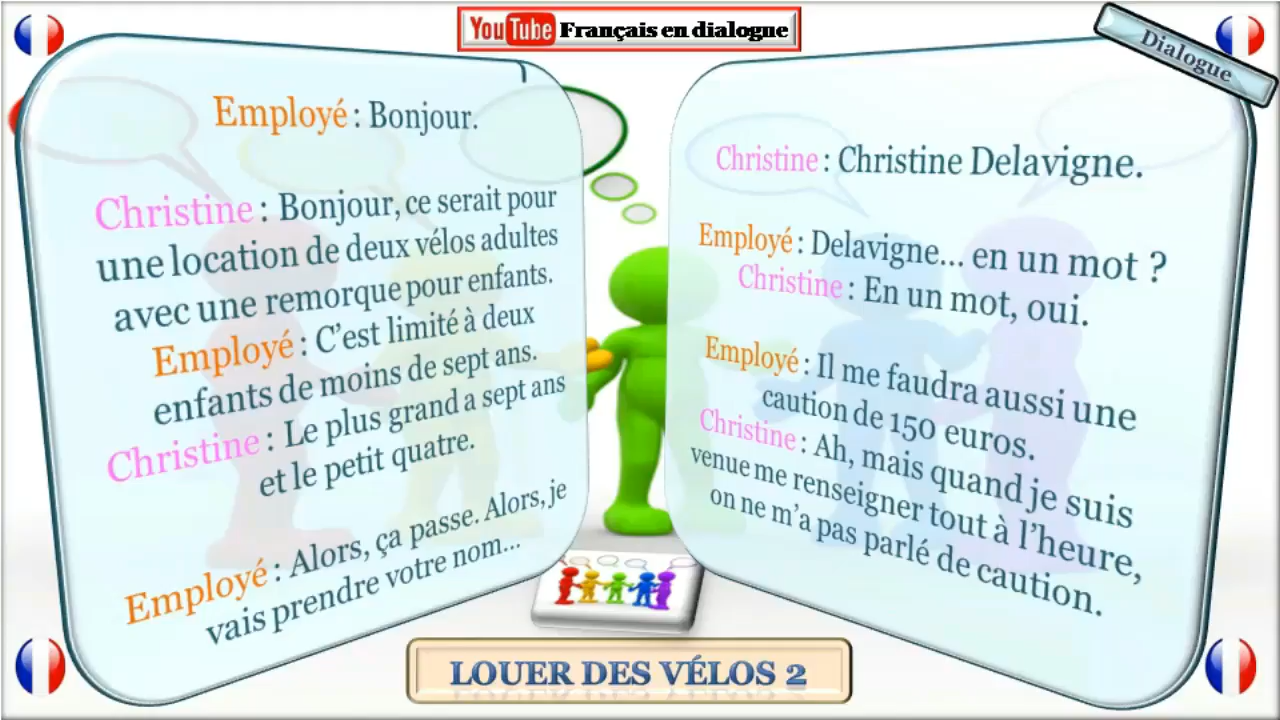 YouTube Français en dialogue
Dialogue
Employé : Bonjour.
Christine : Bonjour, ce serait pour
une location de deux vélos adultes
avec une remorque pour enfants.
Employé : C'est limité à deux
enfants de moins de sept ans.
Christine : Le plus grand a sept ans
et le petit quatre.
Employé : Alors, ça passe. Alors, je
vais prendre votre nom...
Christine : Christine Delavigne.
Employé : Delavigne... en un mot ?
Christine : En un mot, oui.
Employé : Il me faudra aussi une
caution de 150 euros.
Christine : Ah, mais quand je suis
venue me renseigner tout à l'heure,
on ne m'a pas parlé de caution.
LOUER DES VÉLOS 2